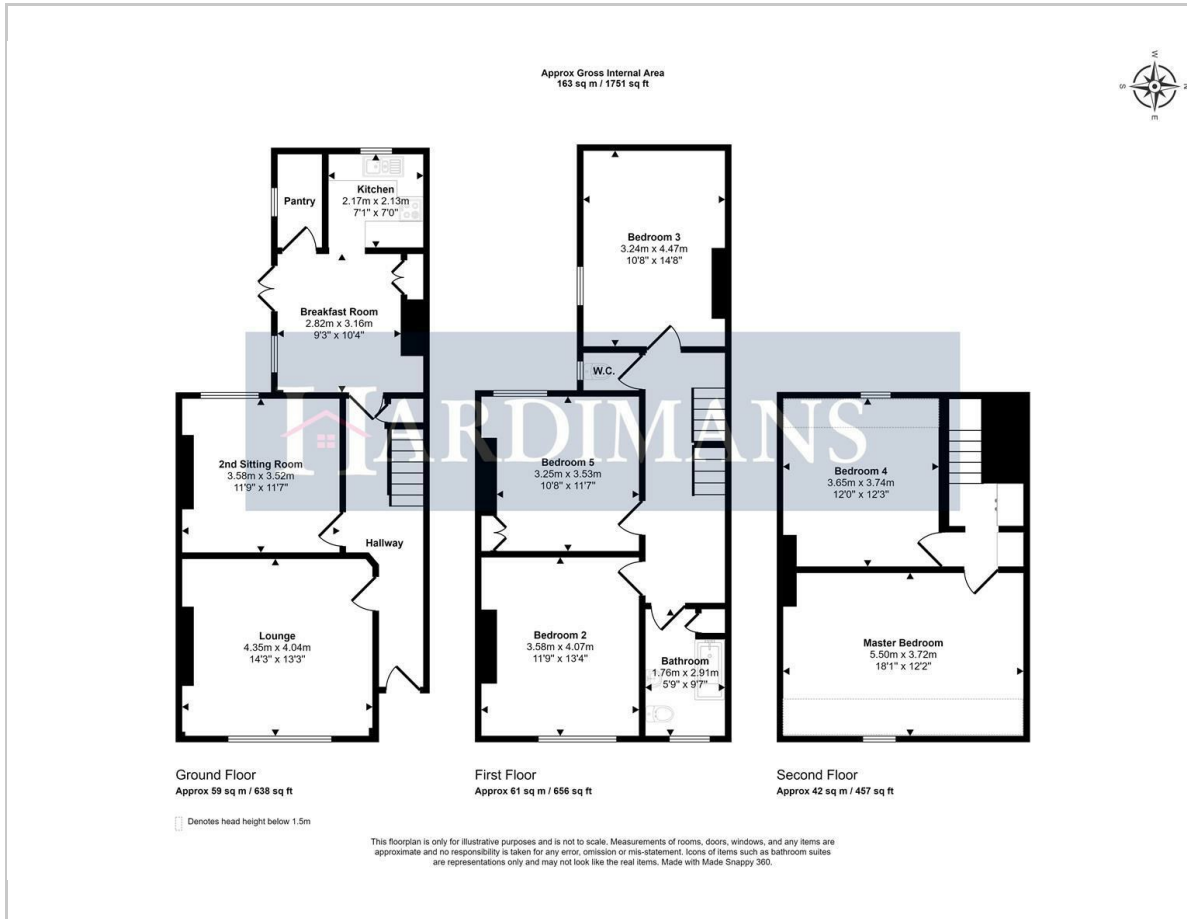 Approx Gross Internal Area
163 sq m / 1751 sq ft
W
S
N
E
Kitchen
2.17m x 2.13m
7'1" x 7'0"
Pantry
Breakfast Room
2.82m x 3.16m
9'3" x 10'4"
2nd Sitting Room
3.58m x 3.52m
11'9" x 11'7"
Hallway
Lounge
4.35m x 4.04m
14'3" x 13'3"
Bedroom 3
3.24m x 4.47m
10'8" x 14'8"
W.C.
Bedroom 5
3.25m x 3.53m
10'8" x 11'7"
Bedroom 2
3.58m x 4.07m
11'9" x 13'4"
Bathroom
1.76m x 2.91m
5'9" x 9'7"
Bedroom 4
3.65m x 3.74m
12'0" x 12'3"
Master Bedroom
5.50m x 3.72m
18'1" x 12'2"
HARDIMANS
Ground Floor
Approx 59 sq m / 638 sq ft
First Floor
Approx 61 sq m / 656 sq ft
Second Floor
Approx 42 sq m / 457 sq ft
Denotes head height below 1.5m
This floorplan is only for illustrative purposes and is not to scale. Measurements of rooms, doors, windows, and any items are
approximate and no responsibility is taken for any error, omission or mis-statement. Icons of items such as bathroom suites
are representations only and may not look like the real items. Made with Made Snappy 360.